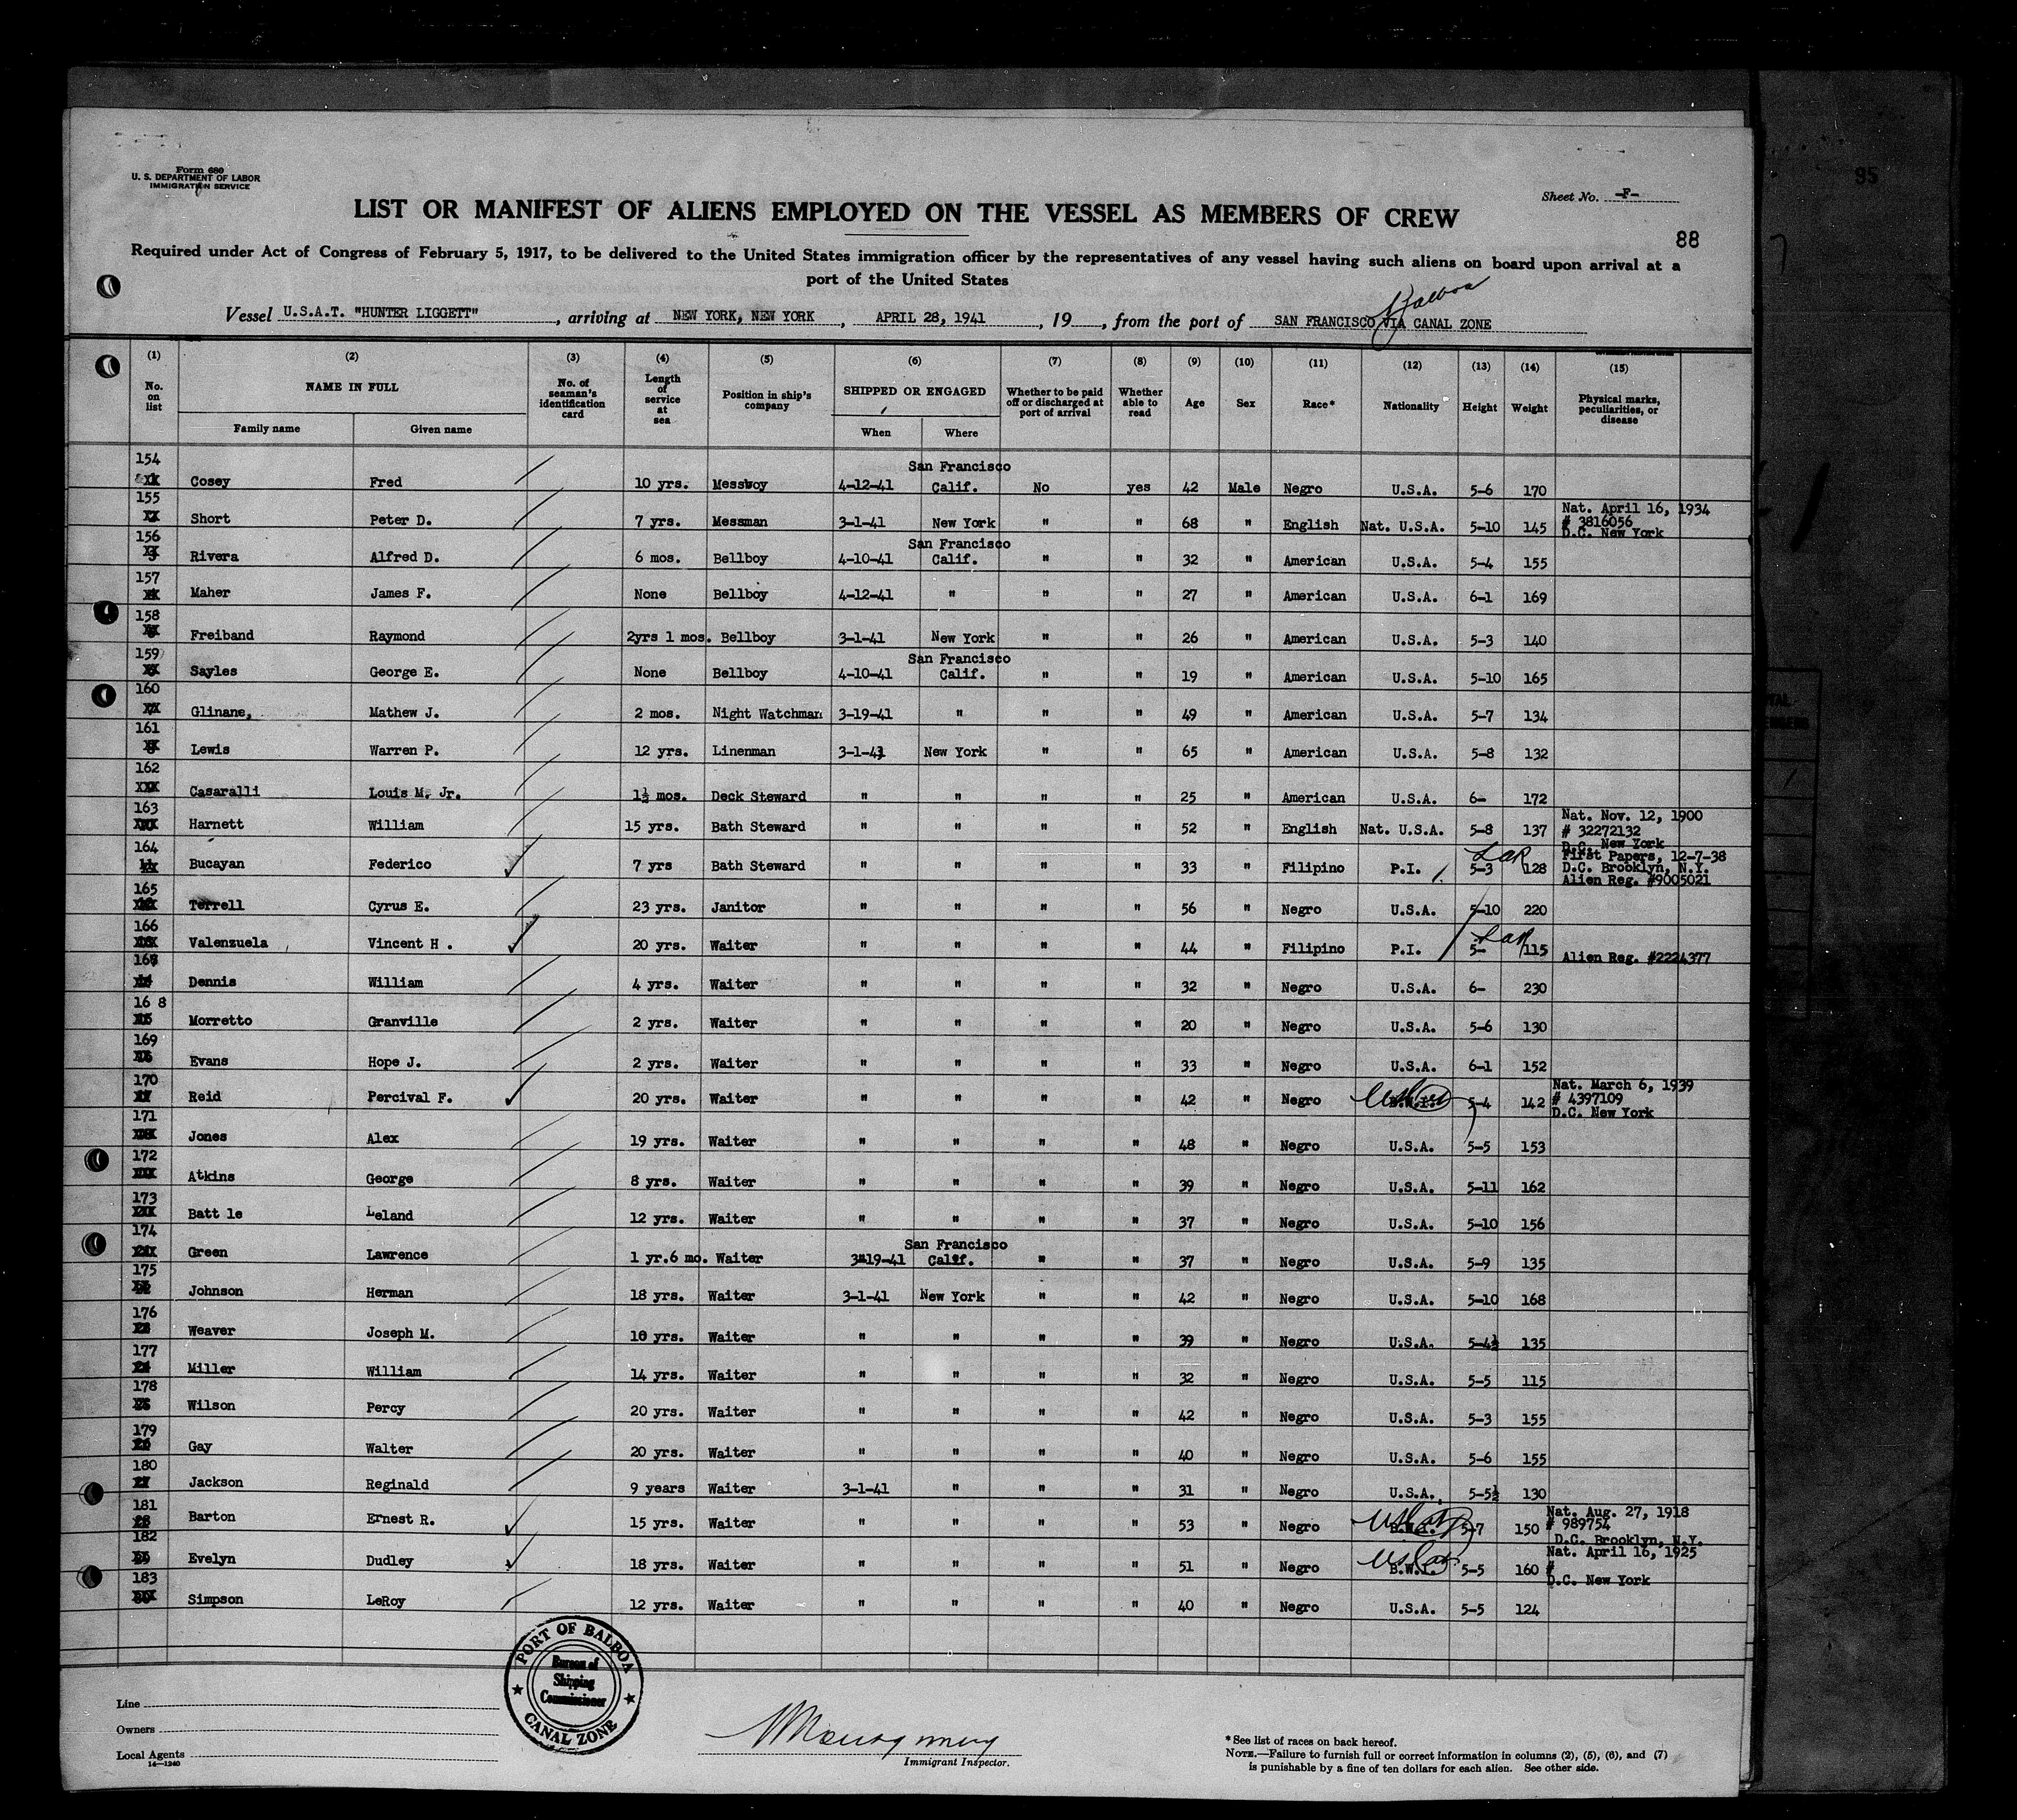 Form 680
U. S. DEPARTMENT OF LABOR
IMMIGRATION SERVICE
Sheet No. -F-
LIST OR MANIFEST OF ALIENS EMPLOYED ON THE VESSEL AS MEMBERS OF CREW
88
95
Required under Act of Congress of February 5, 1917, to be delivered to the United States immigration officer by the representatives of any vessel having such aliens on board upon arrival at a
port of the United States
Balboa
Vessel U.S.A.T. "HUNTER LIGGETT", arriving at NEW YORK, NEW YORK, APRIL 28, 1941, 19, from the port of SAN FRANCISCO VIA CANAL ZONE
(1) (2) (3) (4) (5) (6) (7) (8) (9) (10) (11) (12) (13) (14) (15)
No. on list NAME IN FULL Family name Given name No. of seaman's identification card Length of service at sea Position in ship's company SHIPPED OR ENGAGED When Where Whether to be paid off or discharged at port of arrival Whether able to read Age Sex Race* Nationality Height Weight Physical marks, peculiarities, or disease
154 Cosey Fred 10 yrs. Messboy 4-12-41 San Francisco Calif. No yes 42 Male Negro U.S.A. 5-6 170
155 Short Peter D. 7 yrs. Messman 3-1-41 New York " " 68 " English Nat. U.S.A. 5-10 145 Nat. April 16, 1934 # 3816056 D.C. New York
156 Rivera Alfred D. 6 mos. Bellboy 4-10-41 San Francisco Calif. " " 32 " American U.S.A. 5-4 155
157 Maher James F. None Bellboy 4-12-41 " " " 27 " American U.S.A. 6-1 169
158 Freiband Raymond 2yrs 1 mos. Bellboy 3-1-41 New York " " 26 " American U.S.A. 5-3 140
159 Sayles George E. None Bellboy 4-10-41 San Francisco Calif. " " 19 " American U.S.A. 5-10 165
160 Glinane, Mathew J. 2 mos. Night Watchman 3-19-41 " " " 49 " American U.S.A. 5-7 134
161 Lewis Warren P. 12 yrs. Linenman 3-1-41 New York " " 65 " American U.S.A. 5-8 132
162 Casaralli Louis M. Jr. 1½ mos. Deck Steward " " " " 25 " American U.S.A. 6- 172
163 Harnett William 15 yrs. Bath Steward " " " " 52 " English Nat. U.S.A. 5-8 137 Nat. Nov. 12, 1900 # 32272132 D.C. New York
164 Bucayan Federico 7 yrs Bath Steward " " " " 33 " Filipino P.I. 5-3 128 First Papers, 12-7-38 D.C. Brooklyn, N.Y. Alien Reg. #9005021
165 Terrell Cyrus E. 23 yrs. Janitor " " " " 56 " Negro U.S.A. 5-10 220
166 Valenzuela Vincent H . 20 yrs. Waiter " " " " 44 " Filipino P.I. 5- 115 Alien Reg. #2224377
167 Dennis William 4 yrs. Waiter " " " " 32 " Negro U.S.A. 6- 230
16 8 Morretto Granville 2 yrs. Waiter " " " " 20 " Negro U.S.A. 5-6 130
169 Evans Hope J. 2 yrs. Waiter " " " " 33 " Negro U.S.A. 6-1 152
170 Reid Percival F. 20 yrs. Waiter " " " " 42 " Negro 5-4 142 Nat. March 6, 1939 # 4397109 D.C. New York
171 Jones Alex 19 yrs. Waiter " " " " 48 " Negro U.S.A. 5-5 153
172 Atkins George 8 yrs. Waiter " " " " 39 " Negro U.S.A. 5-11 162
173 Batt le Leland 12 yrs. Waiter " " " " 37 " Negro U.S.A. 5-10 156
174 Green Lawrence 1 yr.6 mo. Waiter 3-19-41 San Francisco Calif. " " 37 " Negro U.S.A. 5-9 135
175 Johnson Herman 18 yrs. Waiter 3-1-41 New York " " 42 " Negro U.S.A. 5-10 168
176 Weaver Joseph M. 10 yrs. Waiter " " " " 39 " Negro U.S.A. 5-4½ 135
177 Miller William 14 yrs. Waiter " " " " 32 " Negro U.S.A. 5-5 115
178 Wilson Percy 20 yrs. Waiter " " " " 42 " Negro U.S.A. 5-3 155
179 Gay Walter 20 yrs. Waiter " " " " 40 " Negro U.S.A. 5-6 155
180 Jackson Reginald 9 years Waiter 3-1-41 " " " 31 " Negro U.S.A. 5-5½ 130
181 Barton Ernest R. 15 yrs. Waiter " " " " 53 " Negro 5-7 150 Nat. Aug. 27, 1918 # 989754 D.C. Brooklyn, N.Y.
182 Evelyn Dudley 18 yrs. Waiter " " " " 51 " Negro B.W.I. 5-5 160 Nat. April 16, 1925 # D.C. New York
183 Simpson LeRoy 12 yrs. Waiter " " " " 40 " Negro U.S.A. 5-5 124
PORT OF BALBOA
Bureau of
Shipping
Commissioner
CANAL ZONE
Line
Owners
Local Agents
14-1240
Immigrant Inspector.
*See list of races on back hereof.
NOTE.—Failure to furnish full or correct information in columns (2), (5), (6), and (7)
is punishable by a fine of ten dollars for each alien. See other side.